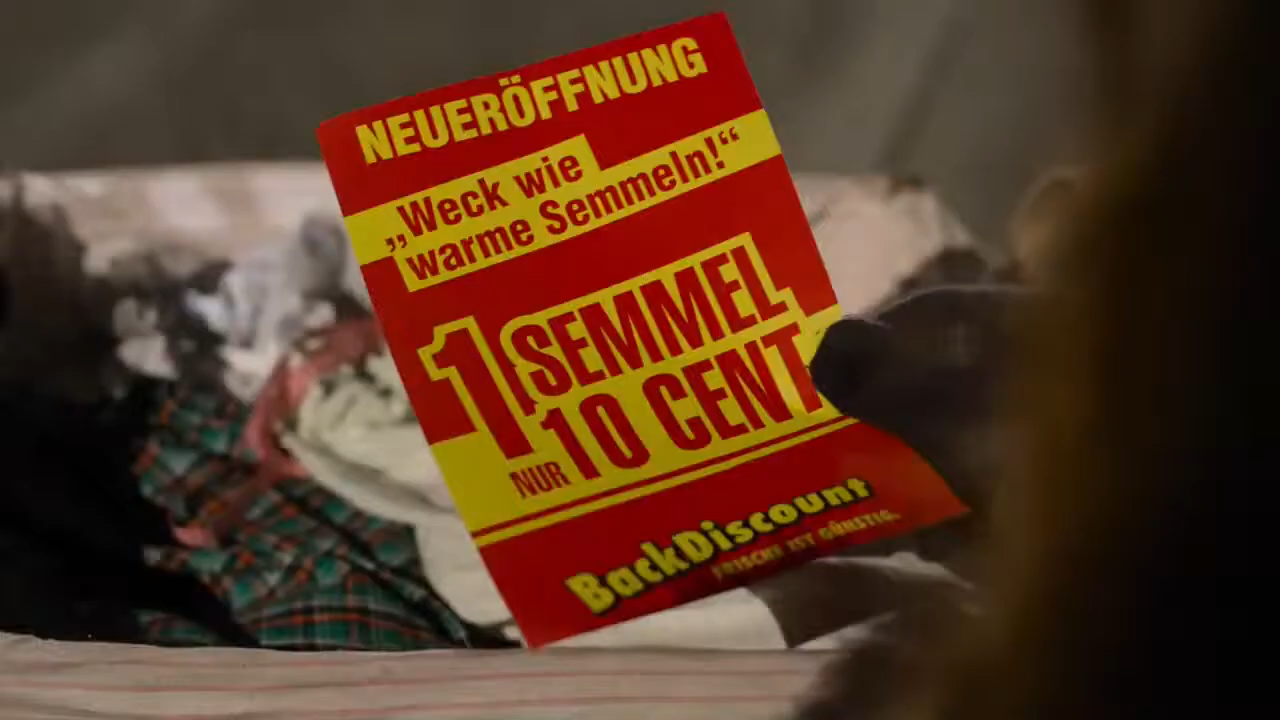 NEUERÖFFNUNG
„Weck wie
warme Semmeln!“
1 SEMMEL
NUR 10 CENT
BackDiscount
FRISCHE IST GÜNSTIG.